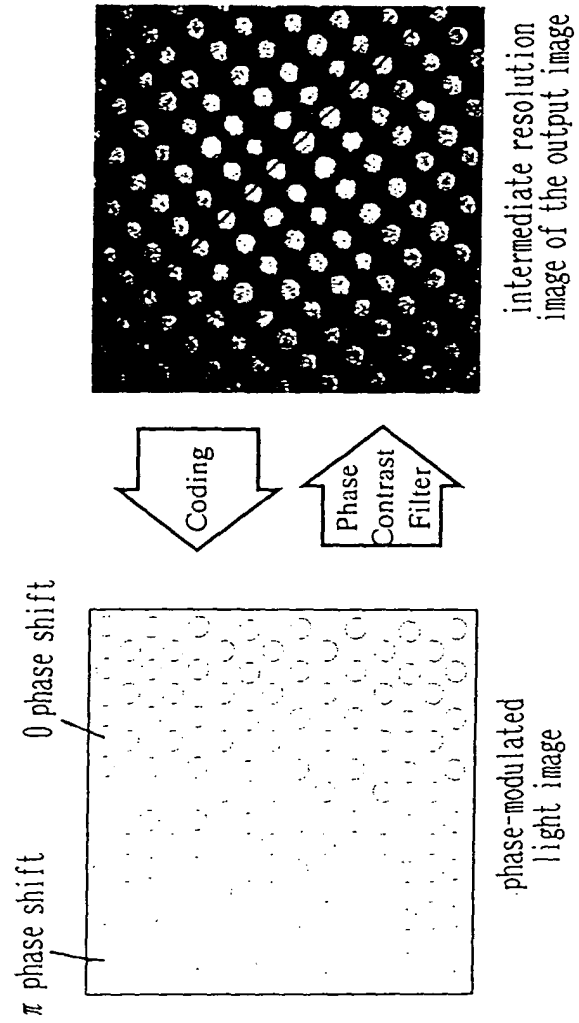 π phase shift
0 phase shift
phase-modulated
light image
Coding
Phase
Contrast
Filter
intermediate resolution
image of the output image